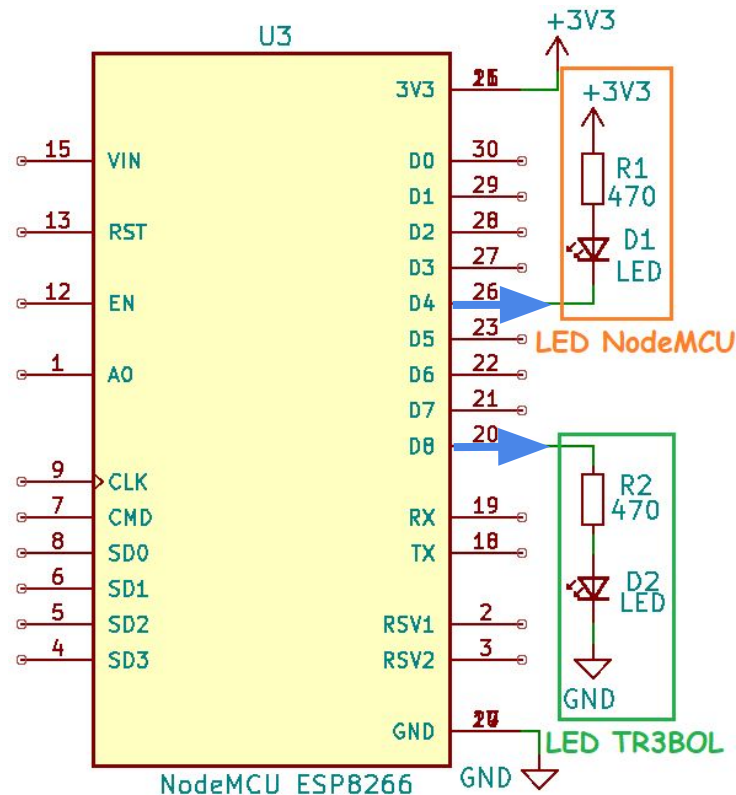 U3
+3V3
3V3
+3V3
15 VIN
D0 30
D1 29
R1
470
13 RST
D2 28
D1
LED
D3 27
12 EN
D4 26
D5 23
LED NodeMCU
1 A0
D6 22
D7 21
D8 20
9 CLK
R2
470
7 CMD
RX 19
8 SD0
TX 18
6 SD1
D2
LED
5 SD2
RSV1 2
4 SD3
RSV2 3
GND
GND
LED TR3BOL
NodeMCU ESP8266
GND